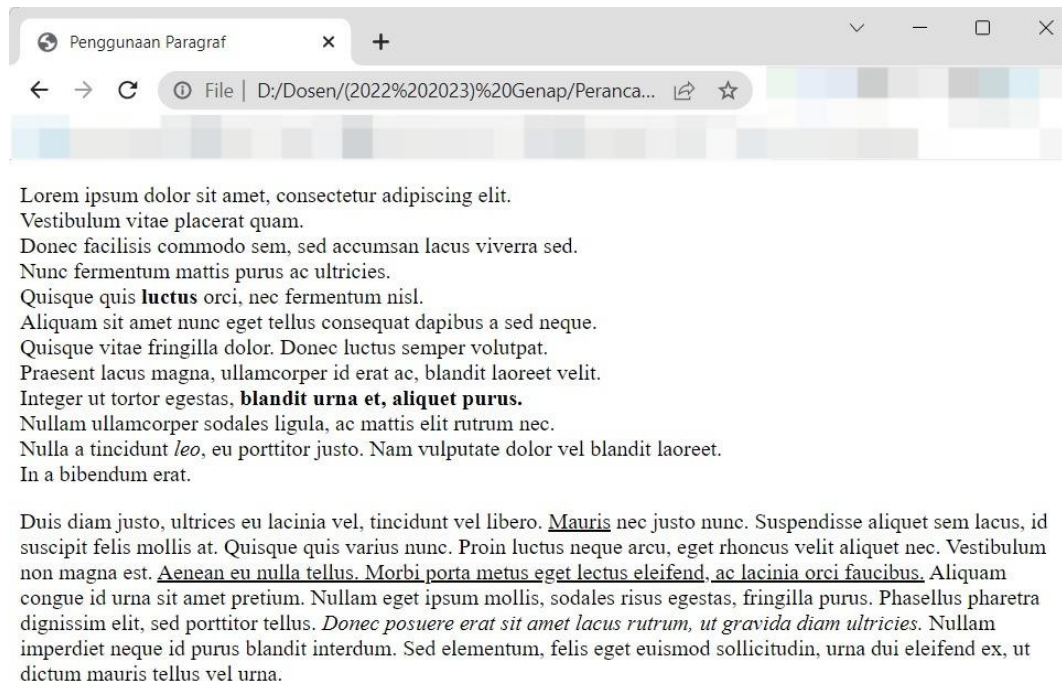 Penggunaan Paragraf
File | D:/Dosen/(2022%202023)%20Genap/Peranca...
Lorem ipsum dolor sit amet, consectetur adipiscing elit.
Vestibulum vitae placerat quam.
Donec facilisis commodo sem, sed accumsan lacus viverra sed.
Nunc fermentum mattis purus ac ultricies.
Quisque quis luctus orci, nec fermentum nisl.
Aliquam sit amet nunc eget tellus consequat dapibus a sed neque.
Quisque vitae fringilla dolor. Donec luctus semper volutpat.
Praesent lacus magna, ullamcorper id erat ac, blandit laoreet velit.
Integer ut tortor egestas, blandit urna et, aliquet purus.
Nullam ullamcorper sodales ligula, ac mattis elit rutrum nec.
Nulla a tincidunt leo, eu porttitor justo. Nam vulputate dolor vel blandit laoreet.
In a bibendum erat.
Duis diam justo, ultrices eu lacinia vel, tincidunt vel libero. Mauris nec justo nunc. Suspendisse aliquet sem lacus, id
suscipit felis mollis at. Quisque quis varius nunc. Proin luctus neque arcu, eget rhoncus velit aliquet nec. Vestibulum
non magna est. Aenean eu nulla tellus. Morbi porta metus eget lectus eleifend, ac lacinia orci faucibus. Aliquam
congue id urna sit amet pretium. Nullam eget ipsum mollis, sodales risus egestas, fringilla purus. Phasellus pharetra
dignissim elit, sed porttitor tellus. Donec posuere erat sit amet lacus rutrum, ut gravida diam ultricies. Nullam
imperdiet neque id purus blandit interdum. Sed elementum, felis eget euismod sollicitudin, urna dui eleifend ex, ut
dictum mauris tellus vel urna.